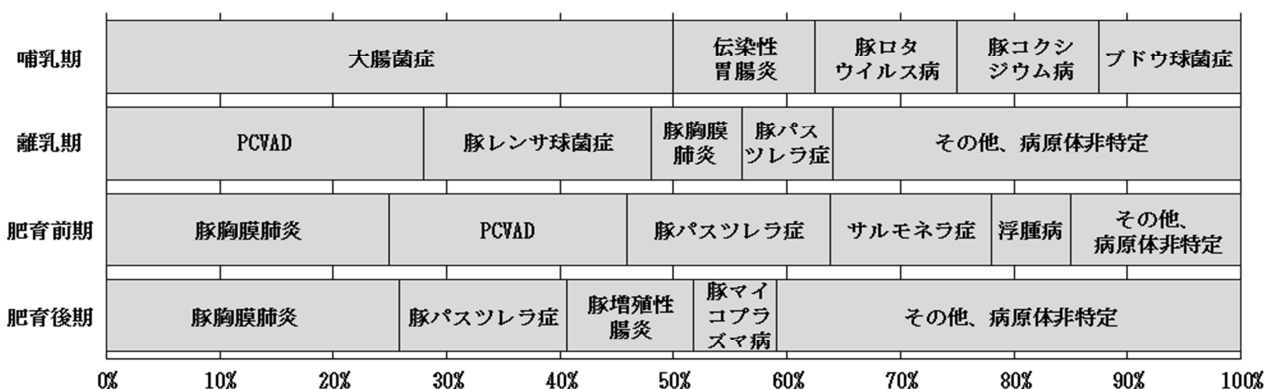 哺乳期
大腸菌症
伝染性
胃腸炎
豚ロタ
ウイルス病
豚コクシ
ジウム病
ブドウ球菌症
離乳期
PCVAD
豚レンサ球菌症
豚胸膜
肺炎
豚パス
ツレラ症
その他、病原体非特定
肥育前期
豚胸膜肺炎
PCVAD
豚パスツレラ症
サルモネラ症
浮腫病
その他、
病原体非特定
肥育後期
豚胸膜肺炎
豚パスツレラ症
豚増殖性
腸炎
豚マイ
コプラ
ズマ病
その他、病原体非特定
0% 10% 20% 30% 40% 50% 60% 70% 80% 90% 100%